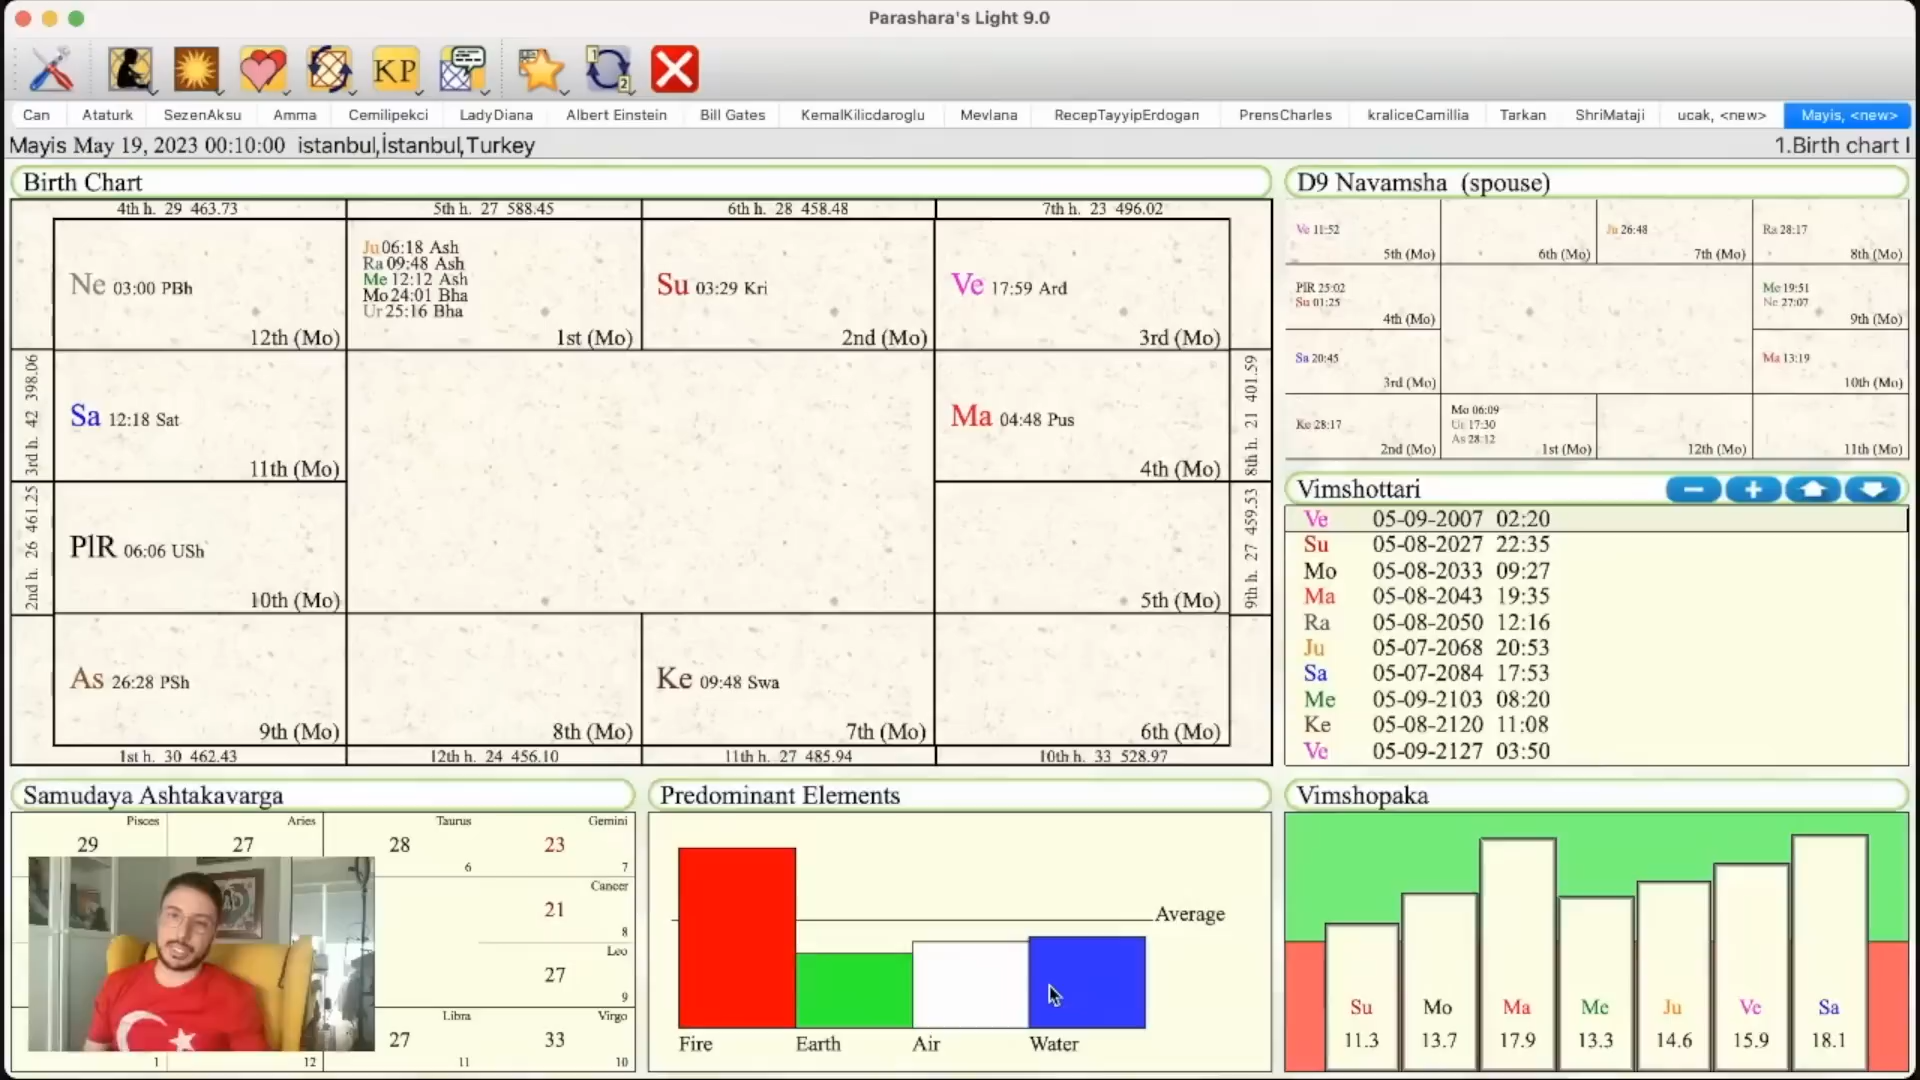 Parashara's Light 9.0
KP
1
2
Can Ataturk SezenAksu Amma Cemilipekci LadyDiana Albert Einstein Bill Gates KemalKilicdaroglu Mevlana RecepTayyipErdogan PrensCharles kraliceCamillia Tarkan ShriMataji ucak, <new> Mayis, <new>
Mayis May 19, 2023 00:10:00 istanbul,İstanbul,Turkey
1.Birth chart I
Birth Chart
4th h. 29 463.73
5th h. 27 588.45
6th h. 28 458.48
7th h. 23 496.02
Ne 03:00 PBh
12th (Mo)
Ju 06:18 Ash
Ra 09:48 Ash
Me 12:12 Ash
Mo 24:01 Bha
Ur 25:16 Bha
1st (Mo)
Su 03:29 Kri
2nd (Mo)
Ve 17:59 Ard
3rd (Mo)
3rd h. 42 398.06
Sa 12:18 Sat
11th (Mo)
Ma 04:48 Pus
4th (Mo)
8th h. 21 401.59
2nd h. 26 461.25
PlR 06:06 USh
10th (Mo)
5th (Mo)
9th h. 27 459.53
As 26:28 PSh
9th (Mo)
8th (Mo)
Ke 09:48 Swa
7th (Mo)
6th (Mo)
1st h. 30 462.43
12th h. 24 456.10
11th h. 27 485.94
10th h. 33 528.97
D9 Navamsha (spouse)
Ve 11:52
5th (Mo)
6th (Mo)
Ju 26:48
7th (Mo)
Ra 28:17
8th (Mo)
PlR 25:02
Su 01:25
4th (Mo)
Me 19:51
Ne 27:07
9th (Mo)
Sa 20:45
3rd (Mo)
Ma 13:19
10th (Mo)
Ke 28:17
2nd (Mo)
Mo 06:09
Ur 17:30
As 28:12
1st (Mo)
12th (Mo)
11th (Mo)
Vimshottari
Ve 05-09-2007 02:20
Su 05-08-2027 22:35
Mo 05-08-2033 09:27
Ma 05-08-2043 19:35
Ra 05-08-2050 12:16
Ju 05-07-2068 20:53
Sa 05-07-2084 17:53
Me 05-09-2103 08:20
Ke 05-08-2120 11:08
Ve 05-09-2127 03:50
Samudaya Ashtakavarga
Pisces
29
Aries
27
Taurus
28
6
Gemini
23
7
Cancer
21
8
Leo
27
9
Libra
27
11
Virgo
33
10
1
12
Predominant Elements
Average
Fire Earth Air Water
Vimshopaka
Su Mo Ma Me Ju Ve Sa
11.3 13.7 17.9 13.3 14.6 15.9 18.1